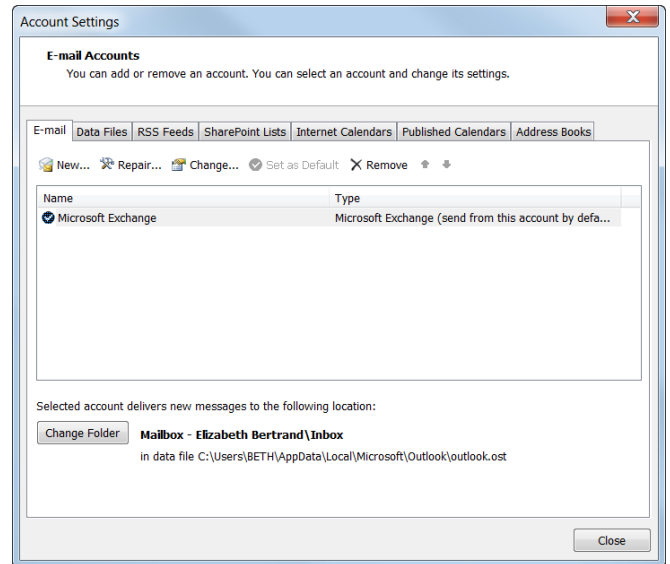 Account Settings
E-mail Accounts
You can add or remove an account. You can select an account and change its settings.
E-mail Data Files RSS Feeds SharePoint Lists Internet Calendars Published Calendars Address Books
New... Repair... Change... Set as Default Remove
Name Type
Microsoft Exchange Microsoft Exchange (send from this account by defa...
Selected account delivers new messages to the following location:
Change Folder Mailbox - Elizabeth Bertrand\Inbox
in data file C:\Users\BETH\AppData\Local\Microsoft\Outlook\outlook.ost
Close